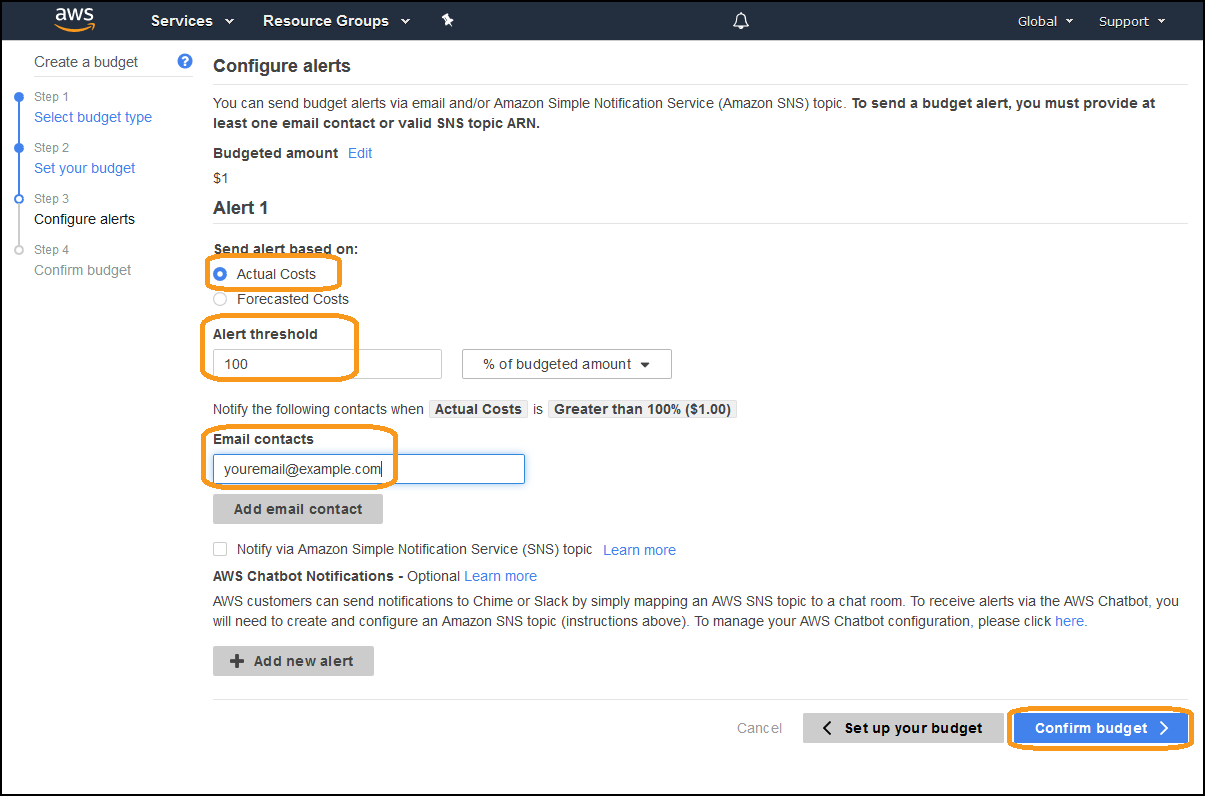 aws Services Resource Groups Global Support
Create a budget ?
Step 1
Select budget type
Step 2
Set your budget
Step 3
Configure alerts
Step 4
Confirm budget
Configure alerts
You can send budget alerts via email and/or Amazon Simple Notification Service (Amazon SNS) topic. To send a budget alert, you must provide at
least one email contact or valid SNS topic ARN.
Budgeted amount Edit
$1
Alert 1
Send alert based on:
Actual Costs
Forecasted Costs
Alert threshold
100 % of budgeted amount
Notify the following contacts when Actual Costs is Greater than 100% ($1.00)
Email contacts
youremail@example.com
Add email contact
Notify via Amazon Simple Notification Service (SNS) topic Learn more
AWS Chatbot Notifications - Optional Learn more
AWS customers can send notifications to Chime or Slack by simply mapping an AWS SNS topic to a chat room. To receive alerts via the AWS Chatbot, you
will need to create and configure an Amazon SNS topic (instructions above). To manage your AWS Chatbot configuration, please click here.
Add new alert
Cancel Set up your budget Confirm budget